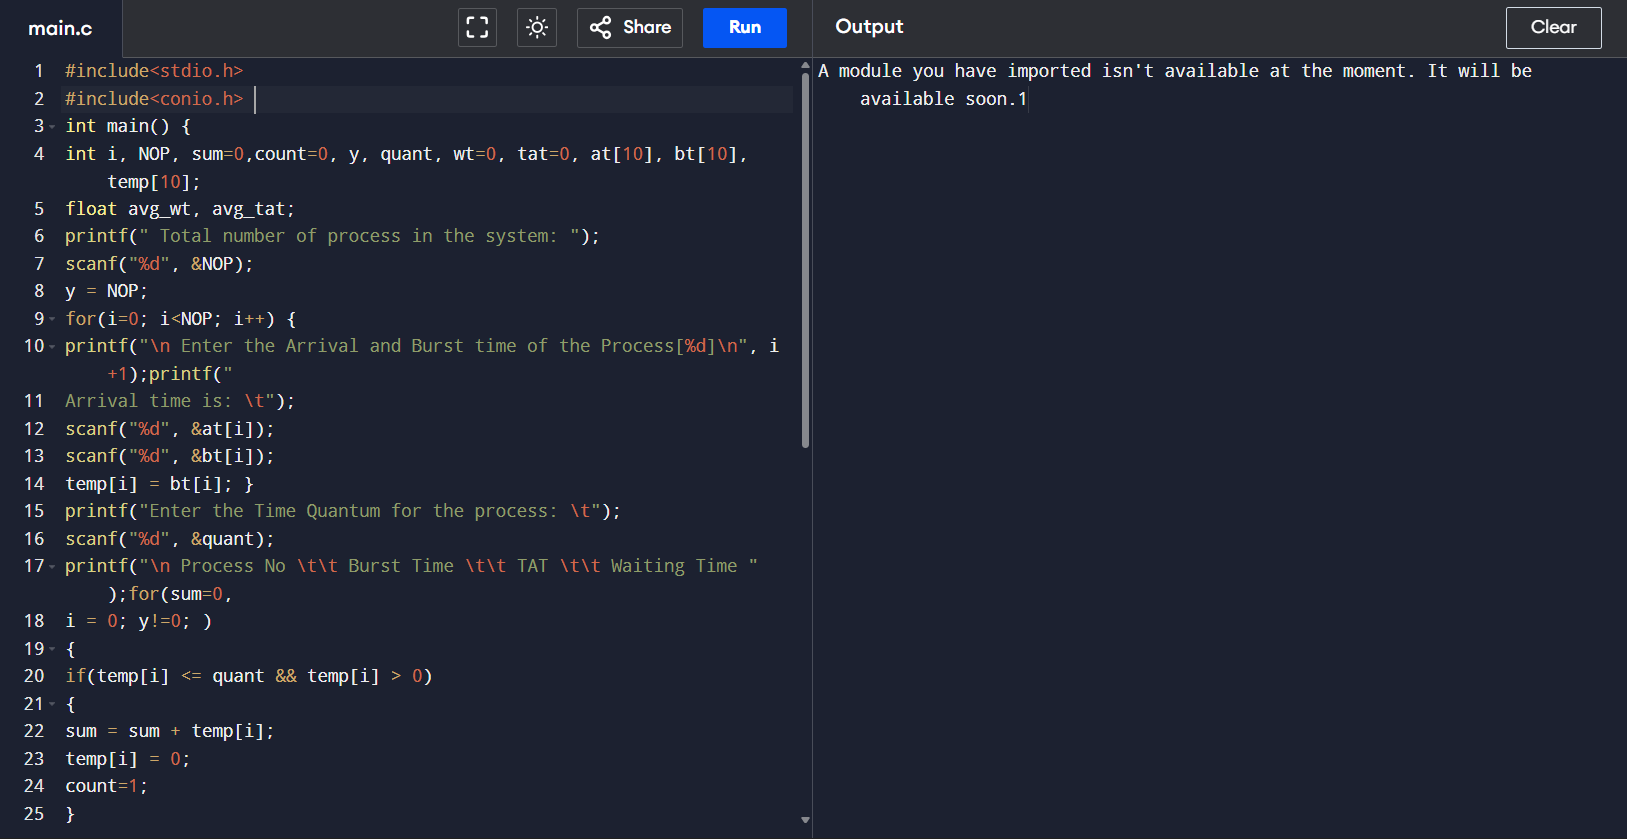 main.c
Share
Run
Output
Clear
1 #include<stdio.h>
2 #include<conio.h>
3 int main() {
4 int i, NOP, sum=0,count=0, y, quant, wt=0, tat=0, at[10], bt[10],
temp[10];
5 float avg_wt, avg_tat;
6 printf(" Total number of process in the system: ");
7 scanf("%d", &NOP);
8 y = NOP;
9 for(i=0; i<NOP; i++) {
10 printf("\n Enter the Arrival and Burst time of the Process[%d]\n", i
+1);printf("
11 Arrival time is: \t");
12 scanf("%d", &at[i]);
13 scanf("%d", &bt[i]);
14 temp[i] = bt[i]; }
15 printf("Enter the Time Quantum for the process: \t");
16 scanf("%d", &quant);
17 printf("\n Process No \t\t Burst Time \t\t TAT \t\t Waiting Time "
);for(sum=0,
18 i = 0; y!=0; )
19 {
20 if(temp[i] <= quant && temp[i] > 0)
21 {
22 sum = sum + temp[i];
23 temp[i] = 0;
24 count=1;
25 }
A module you have imported isn't available at the moment. It will be
available soon.1